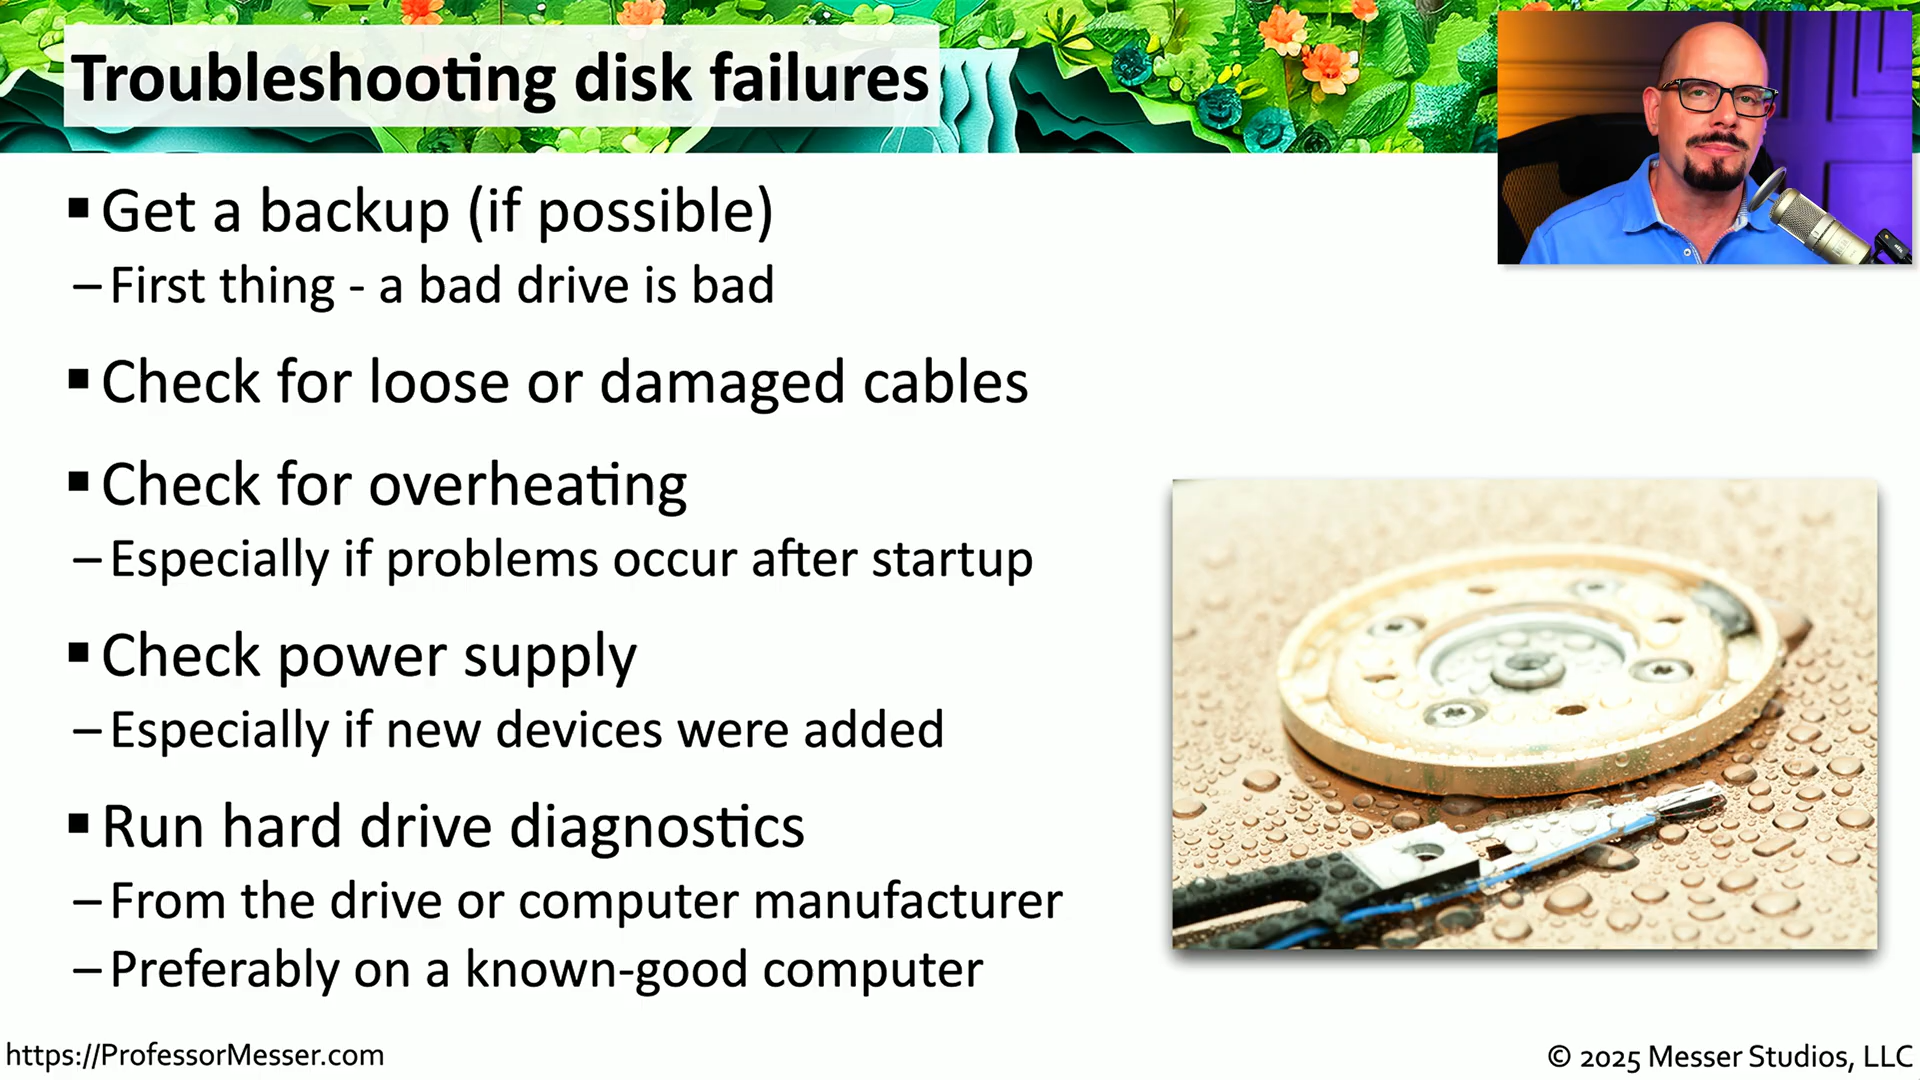 Troubleshooting disk failures
▪ Get a backup (if possible)
– First thing - a bad drive is bad
▪ Check for loose or damaged cables
▪ Check for overheating
– Especially if problems occur after startup
▪ Check power supply
– Especially if new devices were added
▪ Run hard drive diagnostics
– From the drive or computer manufacturer
– Preferably on a known-good computer
https://ProfessorMesser.com
© 2025 Messer Studios, LLC